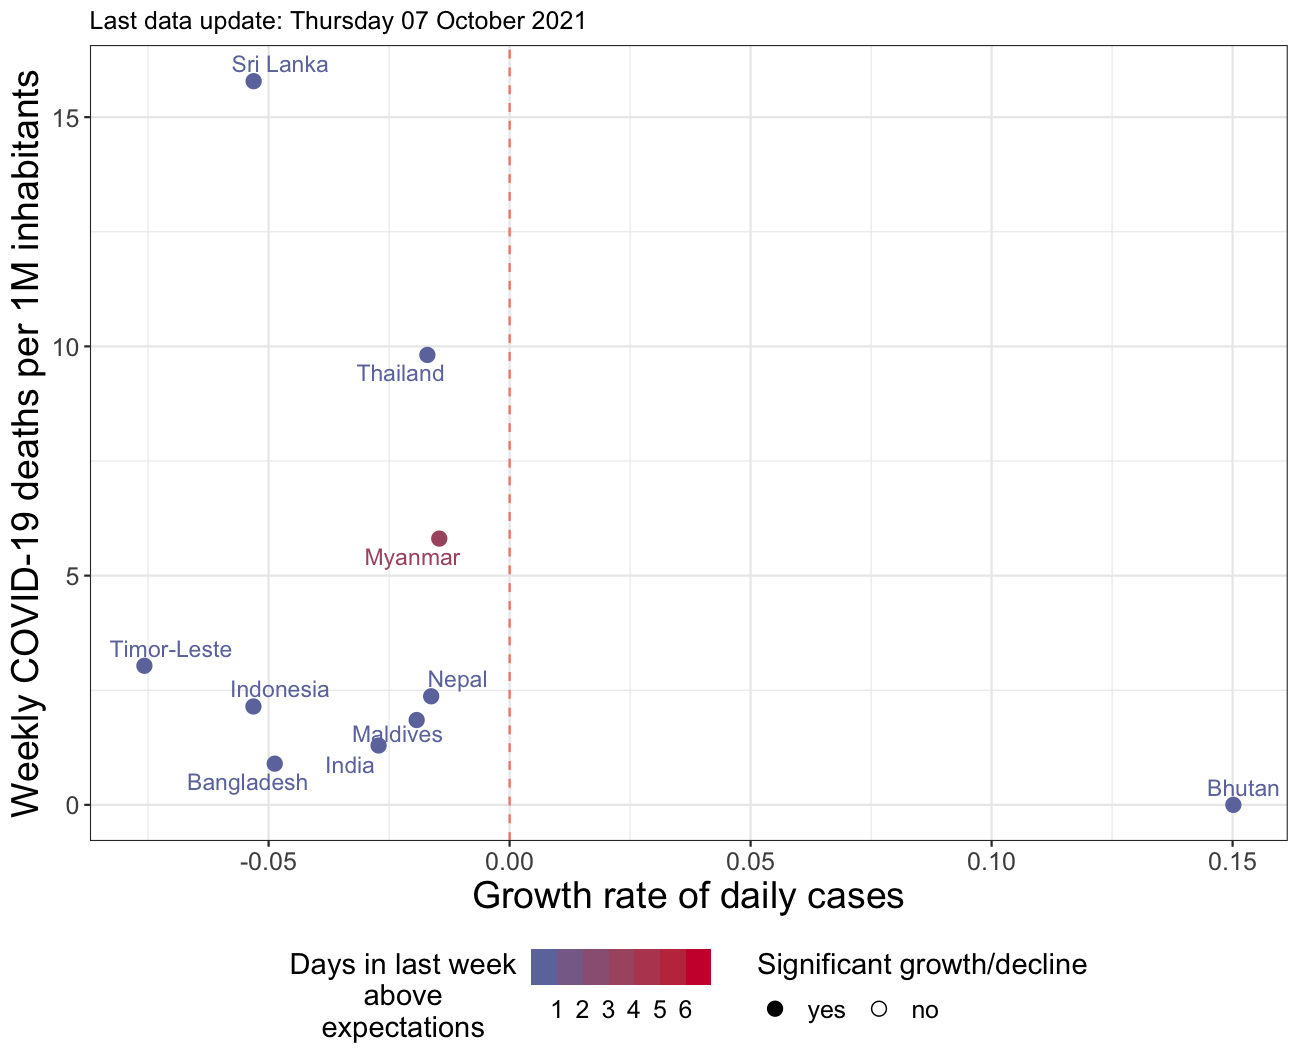 Last data update: Thursday 07 October 2021
Weekly COVID-19 deaths per 1M inhabitants
15
10
5
0
Sri Lanka
Thailand
Myanmar
Timor-Leste
Indonesia
Nepal
Maldives
India
Bangladesh
Bhutan
-0.05 0.00 0.05 0.10 0.15
Growth rate of daily cases
Days in last week
above
expectations
1 2 3 4 5 6
Significant growth/decline
yes no